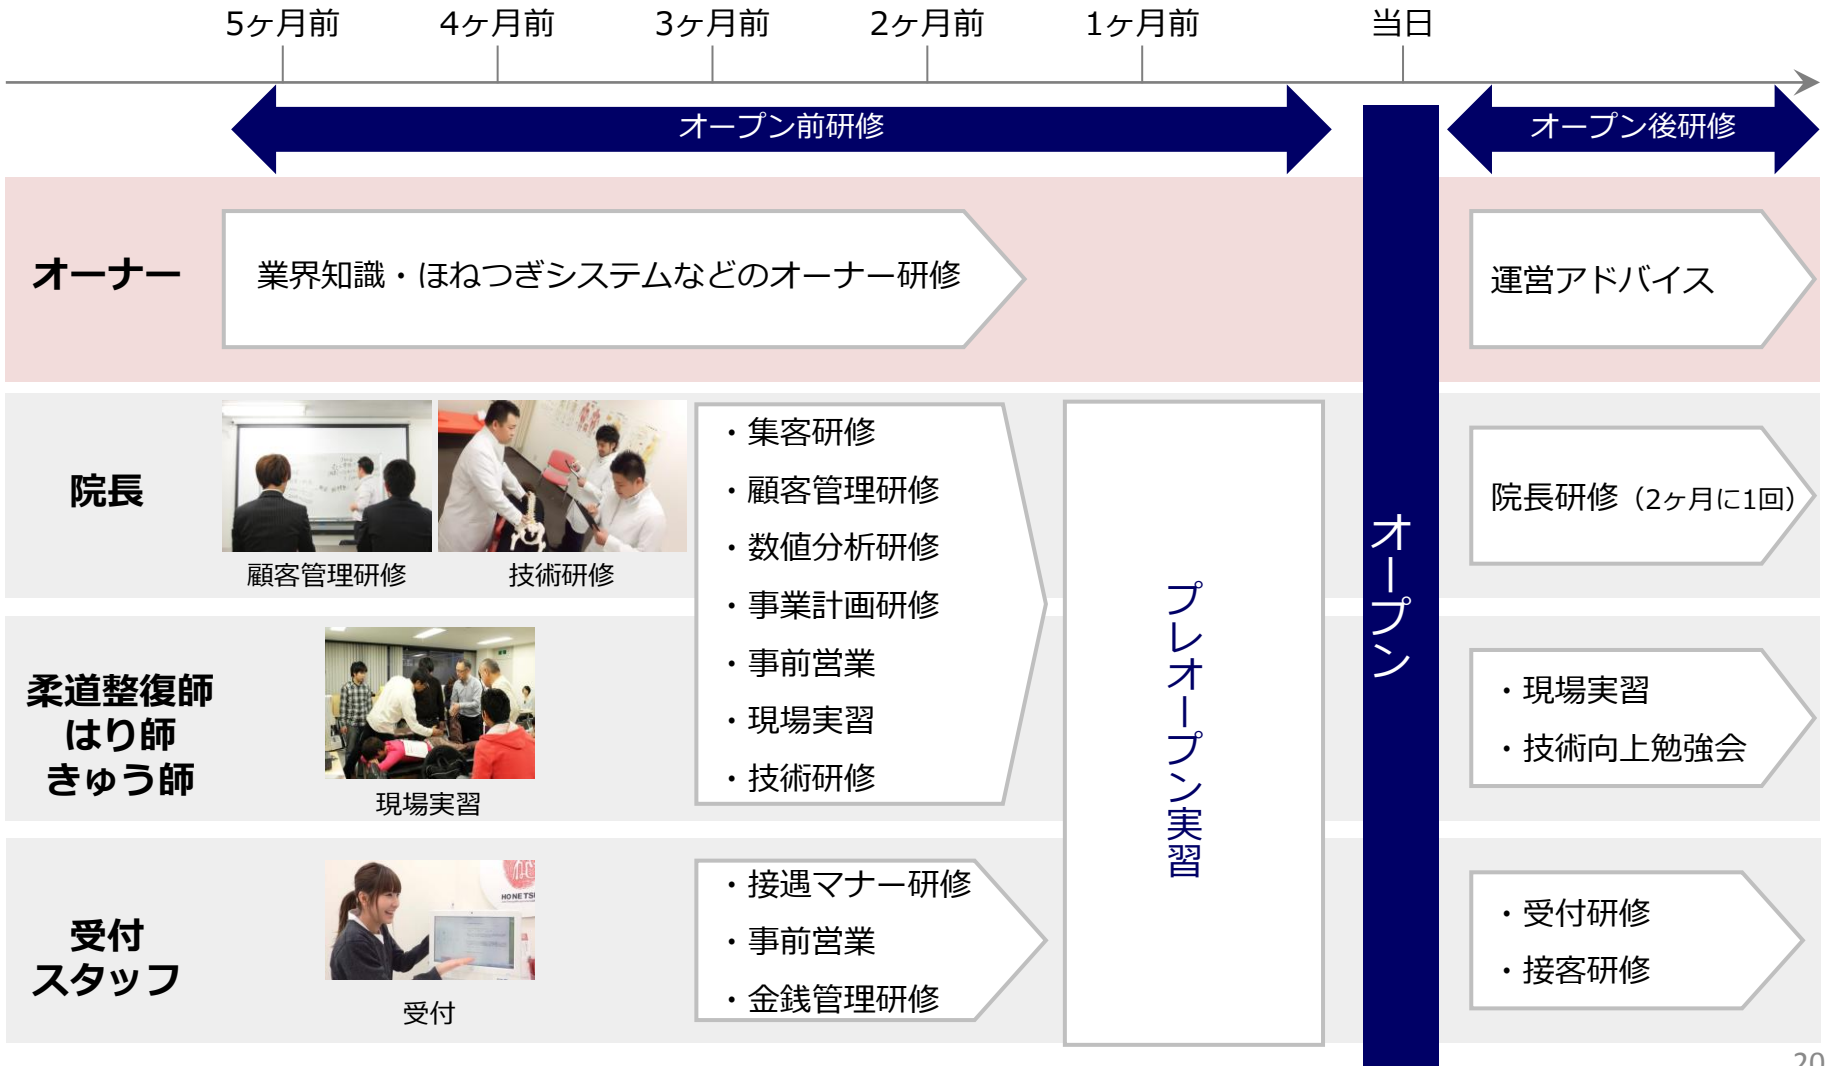 5ヶ月前
4ヶ月前
3ヶ月前
2ヶ月前
1ヶ月前
当日
オープン前研修
オープン後研修
オーナー
業界知識・ほねつぎシステムなどのオーナー研修
運営アドバイス
院長
顧客管理研修
技術研修
・集客研修
・顧客管理研修
・数値分析研修
・事業計画研修
・事前営業
・現場実習
・技術研修
プレオープン実習
オープン
院長研修（2ヶ月に1回）
柔道整復師
はり師
きゅう師
現場実習
・現場実習
・技術向上勉強会
受付
スタッフ
HONETSU
受付
・接遇マナー研修
・事前営業
・金銭管理研修
・受付研修
・接客研修
20